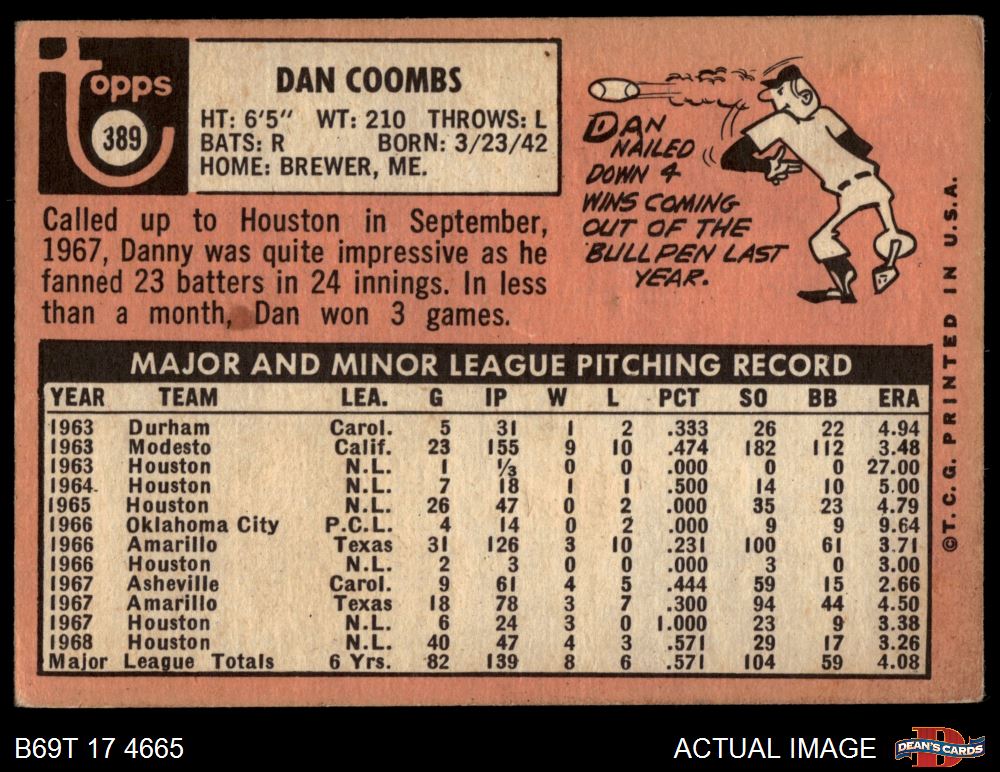 Topps
389
DAN COOMBS
HT: 6'5" WT: 210 THROWS: L
BATS: R BORN: 3/23/42
HOME: BREWER, ME.
Called up to Houston in September,
1967, Danny was quite impressive as he
fanned 23 batters in 24 innings. In less
than a month, Dan won 3 games.
DAN
NAILED
DOWN 4
WINS COMING
OUT OF THE
BULLPEN LAST
YEAR.
MAJOR AND MINOR LEAGUE PITCHING RECORD
YEAR TEAM LEA. G IP W L PCT SO BB ERA
1963 Durham Carol. 5 31 1 2 .333 26 22 4.94
1963 Modesto Calif. 23 155 9 10 .474 182 112 3.48
1963 Houston N.L. 1 1/3 0 0 .000 0 0 27.00
1964 Houston N.L. 7 18 1 1 .500 14 10 5.00
1965 Houston N.L. 26 47 0 2 .000 35 23 4.79
1966 Oklahoma City P.C.L. 4 14 0 2 .000 9 9 9.64
1966 Amarillo Texas 31 126 3 10 .231 100 61 3.71
1966 Houston N.L. 2 3 0 0 .000 3 0 3.00
1967 Asheville Carol. 9 61 4 5 .444 59 15 2.66
1967 Amarillo Texas 18 78 3 7 .300 94 44 4.50
1967 Houston N.L. 6 24 3 0 1.000 23 9 3.38
1968 Houston N.L. 40 47 4 3 .571 29 17 3.26
Major League Totals 6 Yrs. 82 139 8 6 .571 104 59 4.08
©T.C.G. PRINTED IN U.S.A.
B69T 17 4665
ACTUAL IMAGE
D
DEAN'S CARDS